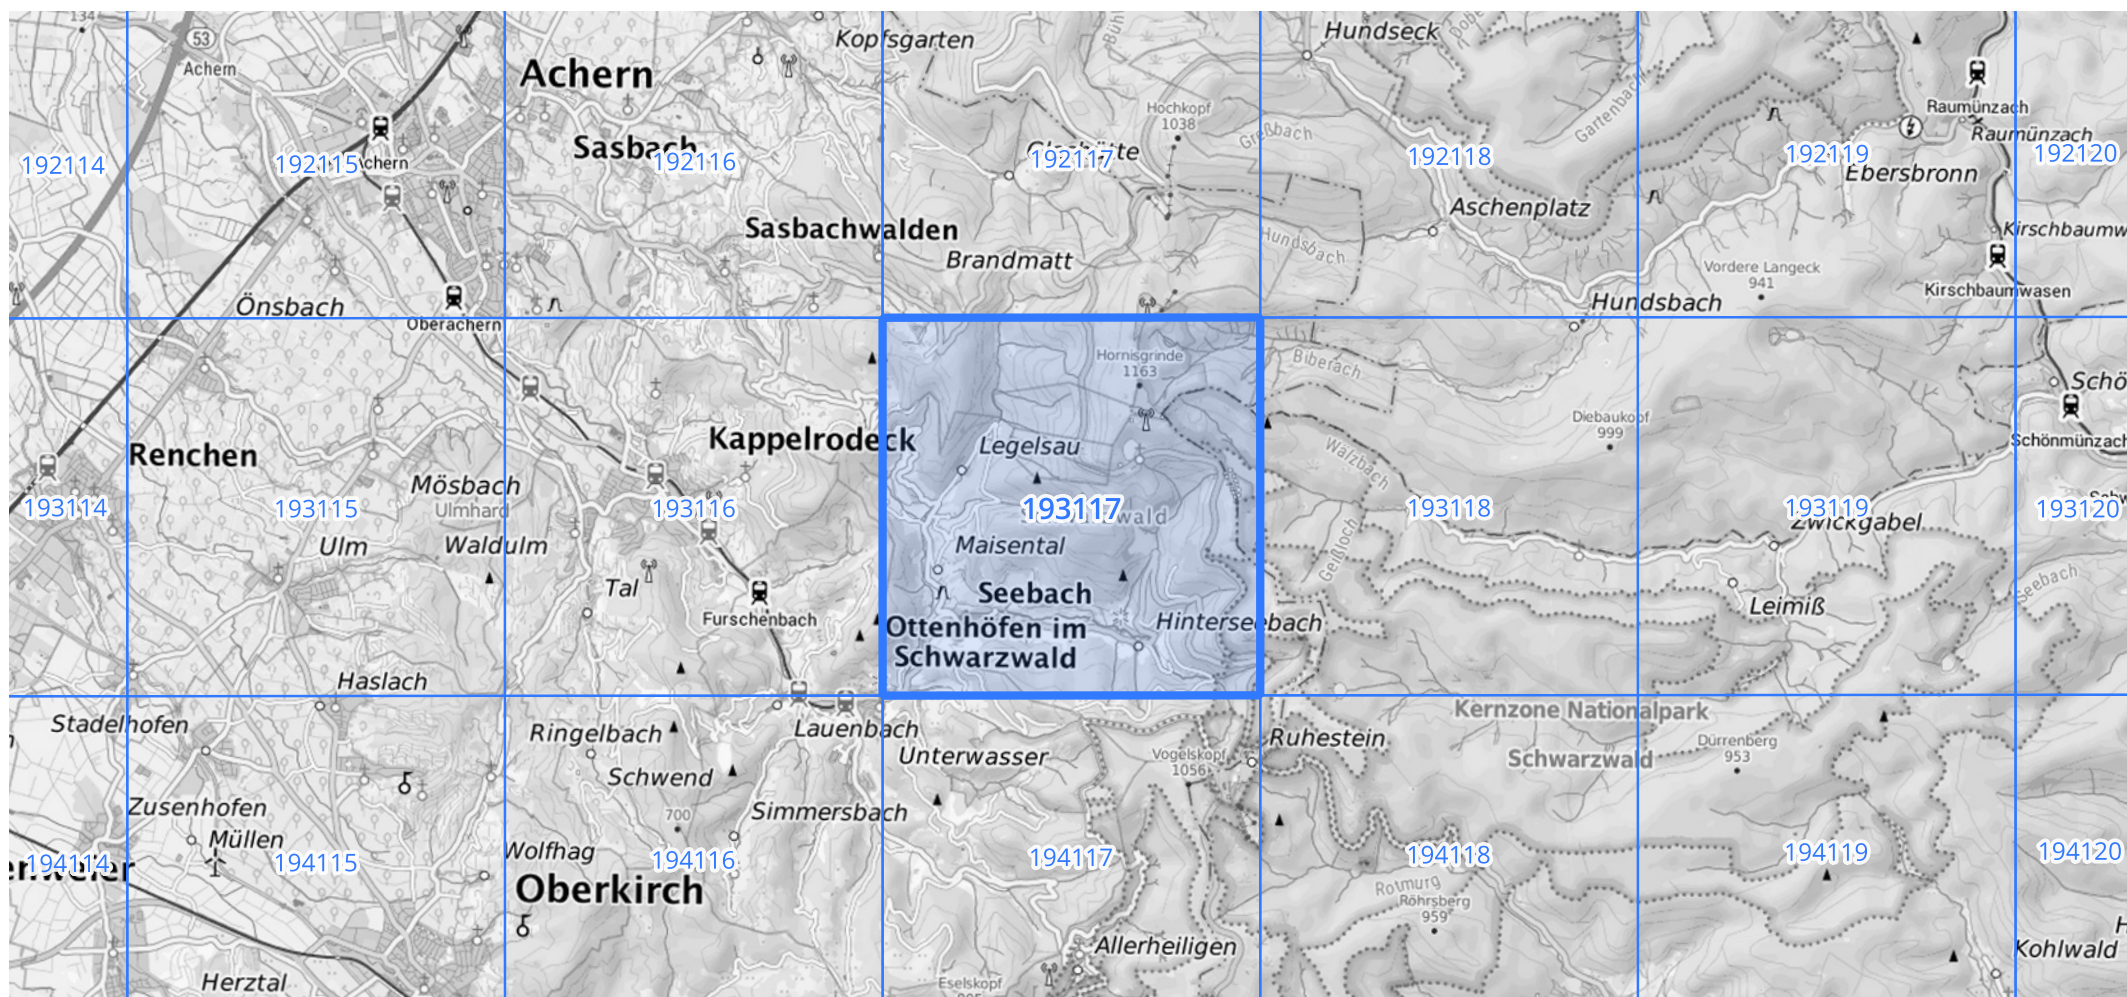 134
53
Achern
Achern
Sasbach
Kopfsgarten
Hundseck
Hochkopf
1038
Greßbach
Gartenbach
Raumünzach
Raumünzach
192114
192115
192116
192117
192118
192119
192120
Ebersbronn
Sasbachwalden
Aschenplatz
Brandmatt
Hundsbach
Vordere Langeck
941
Kirschbaumw
Kirschbaumwasen
Önsbach
Oberachern
Hundsbach
Hornisgrinde
1163
Biberach
Diebaukopf
999
Schö
Schönmünzach
Renchen
Kappelrodeck
Legelsau
Walzbach
Mösbach
Ulmhard
193114
193115
193116
193117
193118
193119
193120
Zwickgabel
Ulm
Waldulm
Maisental
Geißloch
Tal
Furschenbach
Seebach
Ottenhöfen im
Schwarzwald
Hinterseebach
Leimiß
Seebach
Haslach
Stadelhofen
Ringelbach
Lauenbach
Unterwasser
Vogelskopf
1056
Ruhestein
Kernzone Nationalpark
Schwarzwald
Dürrenberg
953
Schwend
Zusenhofen
Müllen
700
Simmersbach
Wolfhag
194114
194115
194116
194117
194118
194119
194120
Oberkirch
Rotmurg
Röhrsberg
959
Allerheiligen
Eselskopf
Kohlwald
Herztal